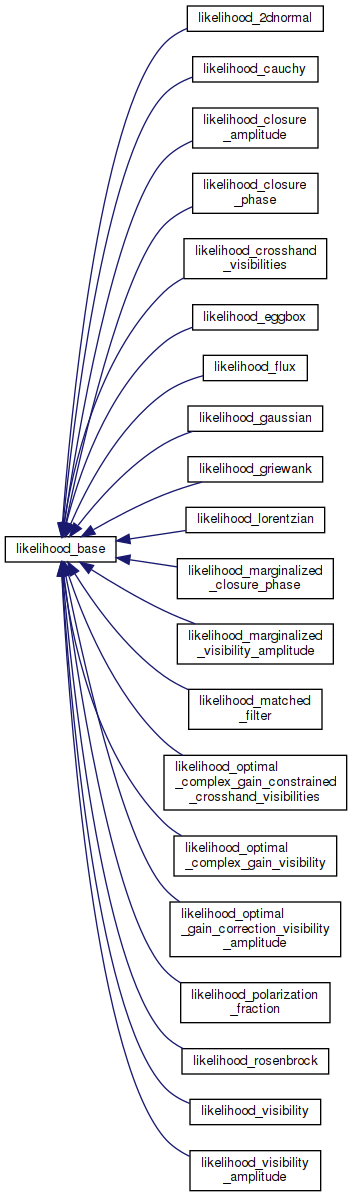 likelihood_2dnormal
likelihood_cauchy
likelihood_closure
_amplitude
likelihood_closure
_phase
likelihood_crosshand
_visibilities
likelihood_eggbox
likelihood_flux
likelihood_gaussian
likelihood_griewank
likelihood_lorentzian
likelihood_base
likelihood_marginalized
_closure_phase
likelihood_marginalized
_visibility_amplitude
likelihood_matched
_filter
likelihood_optimal
_complex_gain_constrained
_crosshand_visibilities
likelihood_optimal
_complex_gain_visibility
likelihood_optimal
_gain_correction_visibility
_amplitude
likelihood_polarization
_fraction
likelihood_rosenbrock
likelihood_visibility
likelihood_visibility
_amplitude